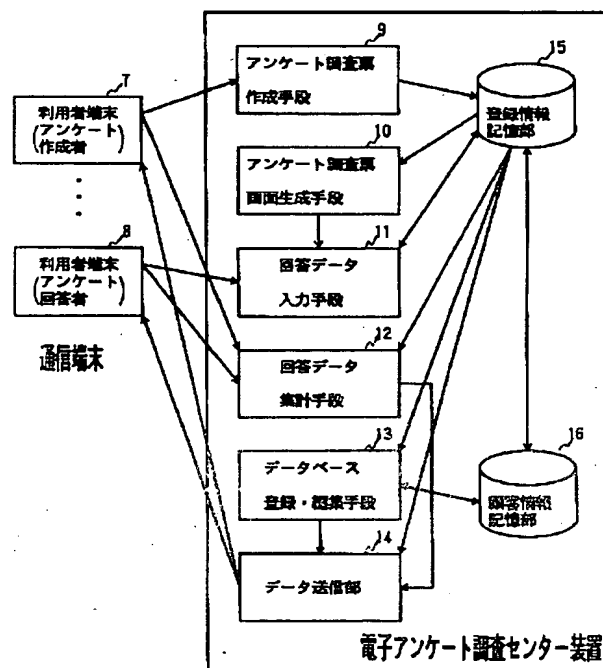 9
アンケート調査票
作成手段
15
登録情報
記憶部
7
利用者端末
(アンケート)
作成者
10
アンケート調査票
画面生成手段
8
利用者端末
(アンケート)
回答者
通信端末
11
回答データ
入力手段
12
回答データ
集計手段
13
データベース
登録・編集手段
16
回答情報
記憶部
14
データ送信部
電子アンケート調査センター装置